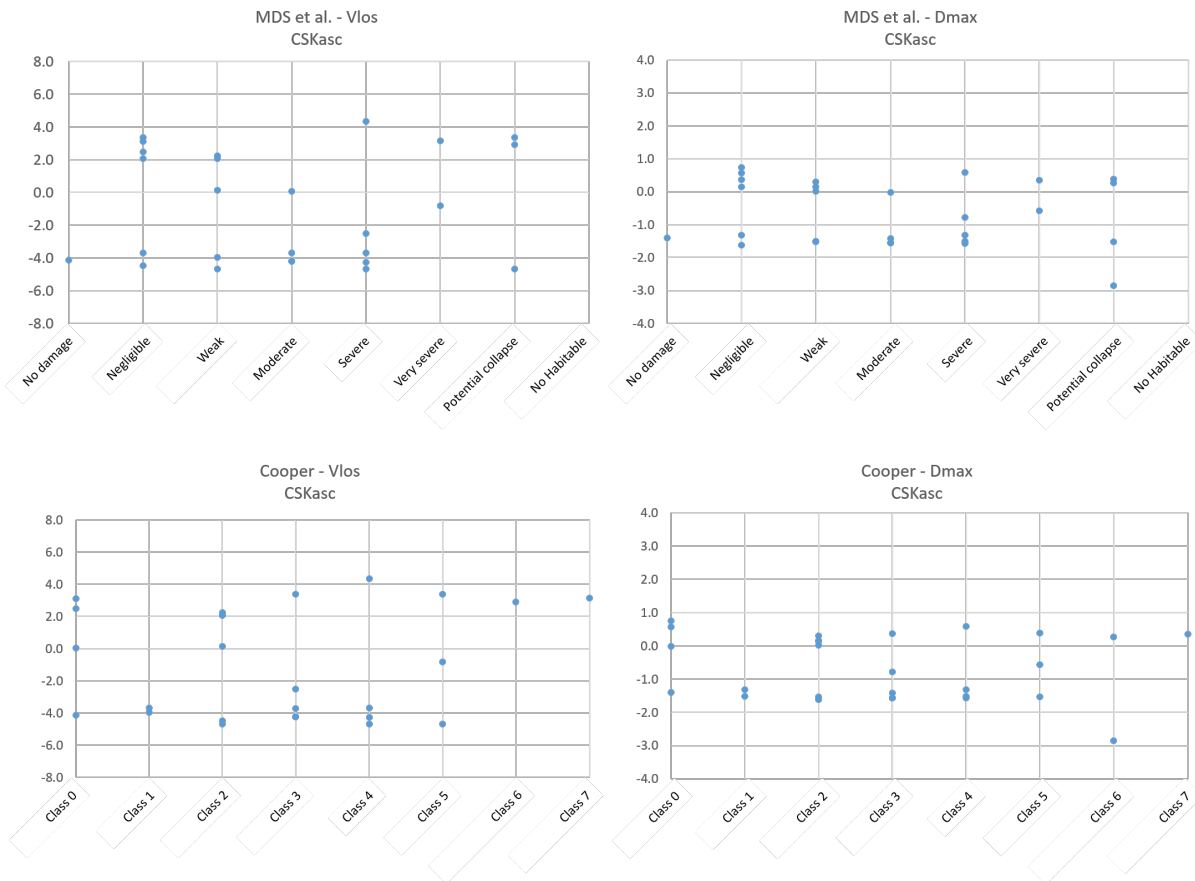 MDS et al. - Vlos
CSKasc
8.0
6.0
4.0
2.0
0.0
-2.0
-4.0
-6.0
-8.0
No damage
Negligible
Weak
Moderate
Severe
Very severe
Potential collapse
No Habitable
MDS et al. - Dmax
CSKasc
4.0
3.0
2.0
1.0
0.0
-1.0
-2.0
-3.0
-4.0
No damage
Negligible
Weak
Moderate
Severe
Very severe
Potential collapse
No Habitable
Cooper - Vlos
CSKasc
8.0
6.0
4.0
2.0
0.0
-2.0
-4.0
-6.0
-8.0
Class 0
Class 1
Class 2
Class 3
Class 4
Class 5
Class 6
Class 7
Cooper - Dmax
CSKasc
4.0
3.0
2.0
1.0
0.0
-1.0
-2.0
-3.0
-4.0
Class 0
Class 1
Class 2
Class 3
Class 4
Class 5
Class 6
Class 7